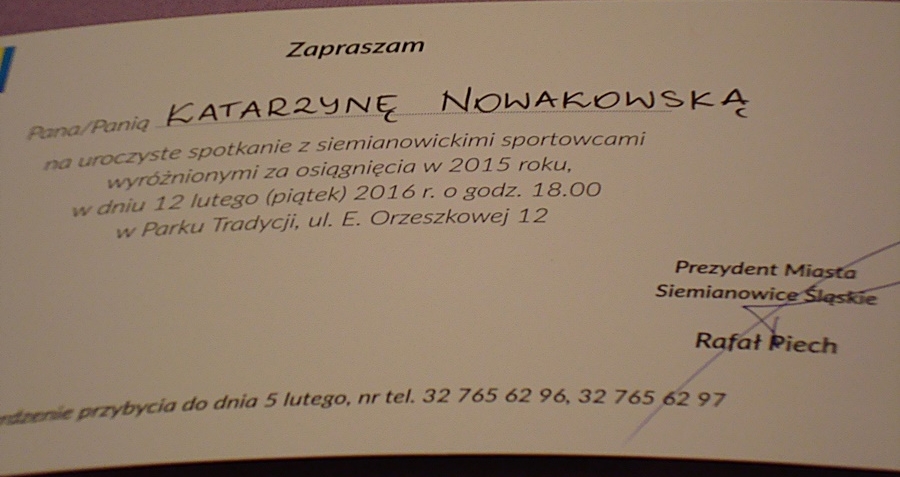 Zapraszam
Pana/Panią KATARZYNĘ NOWAKOWSKĄ
na uroczyste spotkanie z siemianowickimi sportowcami
wyróżnionymi za osiągnięcia w 2015 roku,
w dniu 12 lutego (piątek) 2016 r. o godz. 18.00
w Parku Tradycji, ul. E. Orzeszkowej 12
Prezydent Miasta
Siemianowice Śląskie
Rafał Piech
przybycia do dnia 5 lutego, nr tel. 32 765 62 96, 32 765 62 97